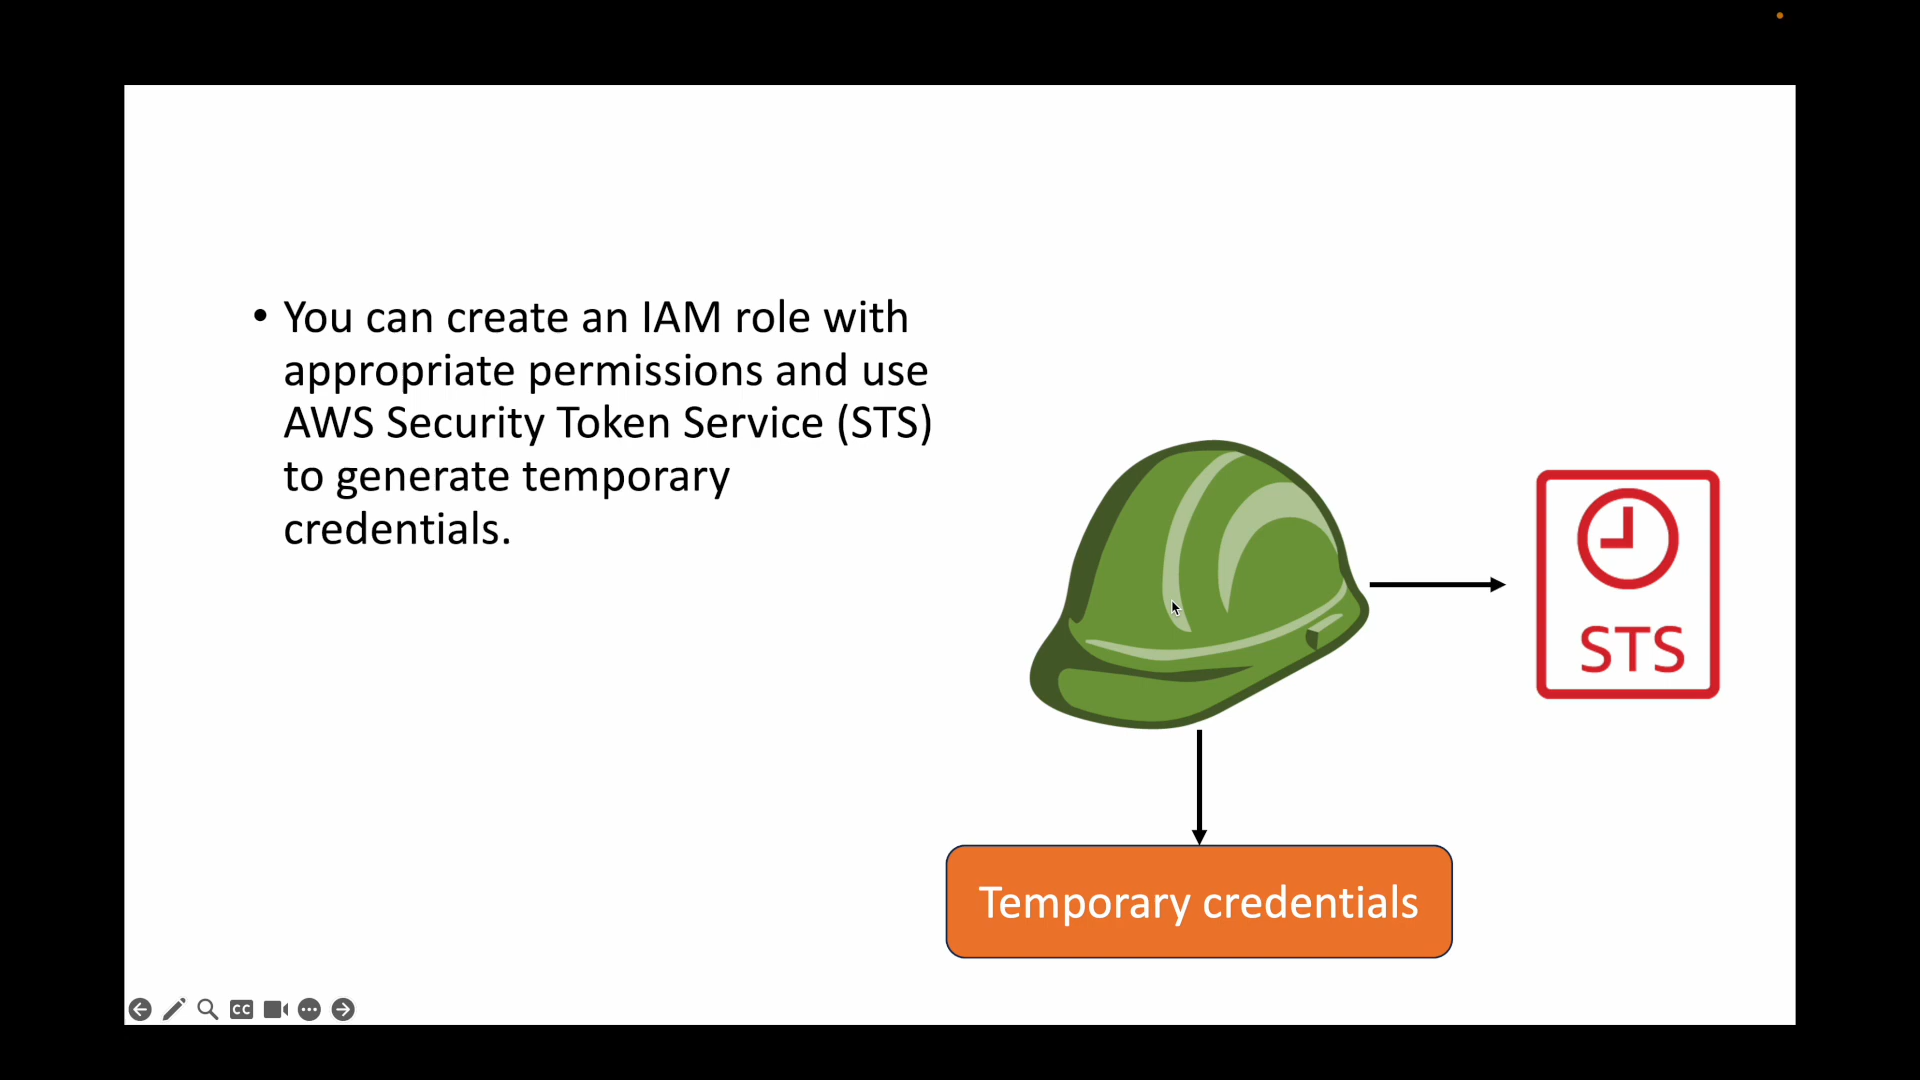 • You can create an IAM role with
appropriate permissions and use
AWS Security Token Service (STS)
to generate temporary
credentials.
STS
Temporary credentials
CC